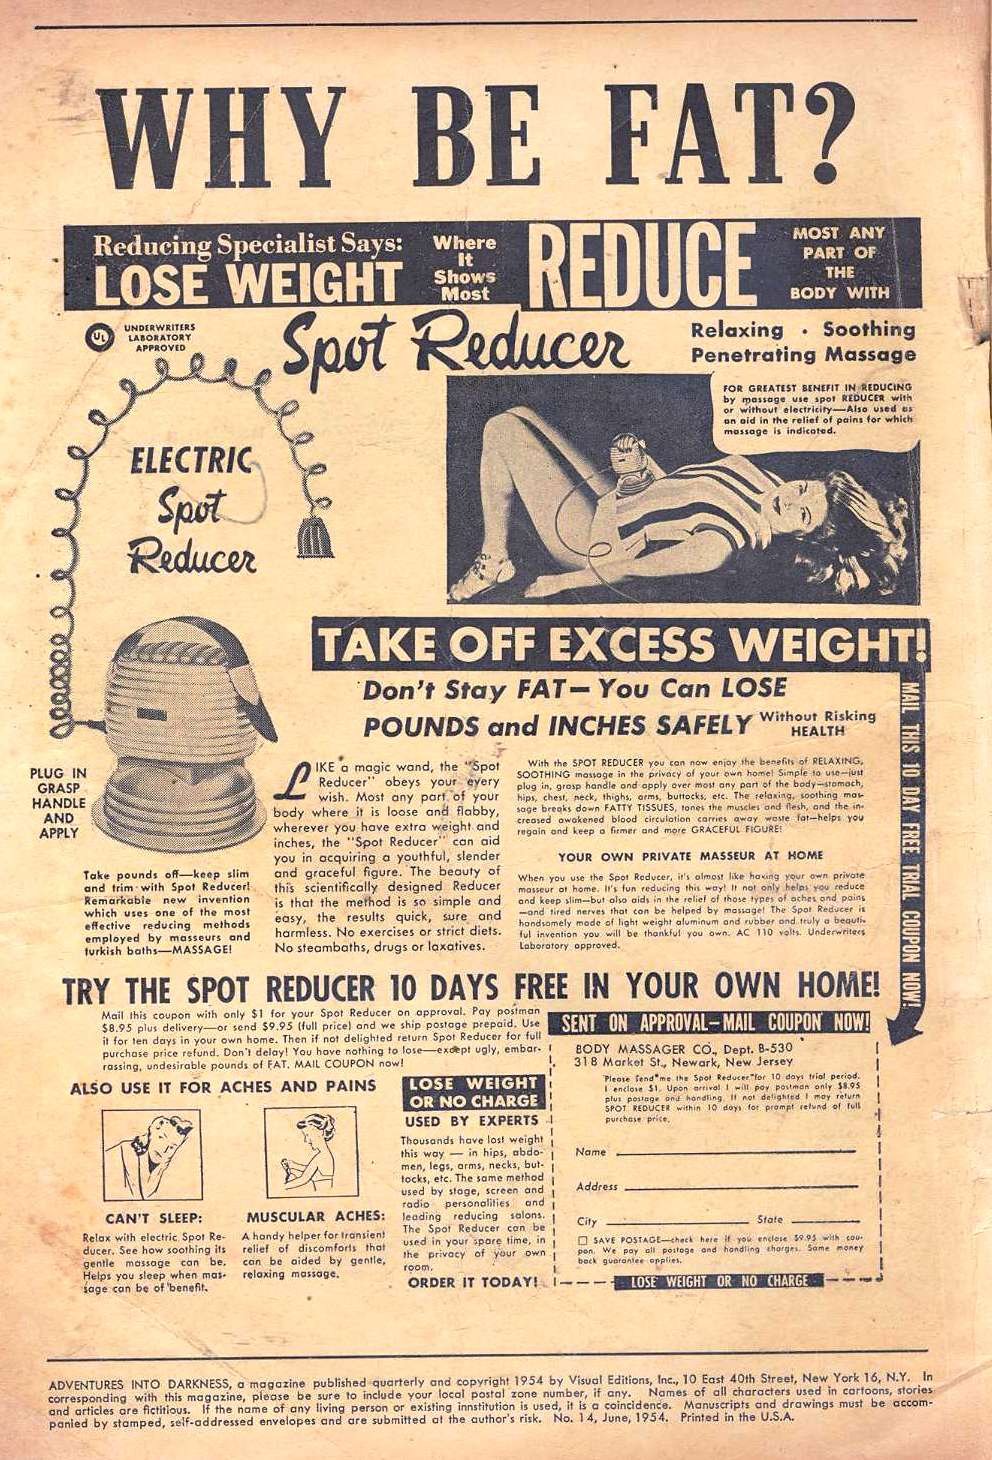 WHY BE FAT?
Reducing Specialist Says:
LOSE WEIGHT
Where
It
Shows
Most
REDUCE
MOST ANY
PART OF
THE
BODY WITH
UL
UNDERWRITERS
LABORATORY
APPROVED
Spot Reducer
Relaxing · Soothing
Penetrating Massage
FOR GREATEST BENEFIT IN REDUCING
by massage use spot REDUCER with
or without electricity—Also used as
an aid in the relief of pains for which
massage is indicated.
ELECTRIC
Spot
Reducer
TAKE OFF EXCESS WEIGHT!
Don't Stay FAT—You Can LOSE
POUNDS and INCHES SAFELY Without Risking
HEALTH
MAIL THIS 10 DAY FREE TRIAL COUPON NOW!
PLUG IN
GRASP
HANDLE
AND
APPLY
Take pounds off—keep slim
and trim with Spot Reducer!
Remarkable new invention
which uses one of the most
effective reducing methods
employed by masseurs and
turkish baths—MASSAGE!
LIKE a magic wand, the "Spot
Reducer" obeys your every
wish. Most any part of your
body where it is loose and flabby,
wherever you have extra weight and
inches, the "Spot Reducer" can aid
you in acquiring a youthful, slender
and graceful figure. The beauty of
this scientifically designed Reducer
is that the method is so simple and
easy, the results quick, sure and
harmless. No exercises or strict diets.
No steambaths, drugs or laxatives.
With the SPOT REDUCER you can now enjoy the benefits of RELAXING,
SOOTHING massage in the privacy of your own home! Simple to use—just
plug in, grasp handle and apply over most any part of the body—stomach,
hips, chest, neck, thighs, arms, buttocks, etc. The relaxing, soothing mas-
sage breaks down FATTY TISSUES, tones the muscles and flesh, and the in-
creased awakened blood circulation carries away waste fat—helps you
regain and keep a firmer and more GRACEFUL FIGURE!
YOUR OWN PRIVATE MASSEUR AT HOME
When you use the Spot Reducer, it's almost like having your own private
masseur at home. It's fun reducing this way! It not only helps you reduce
and keep slim—but also aids in the relief of those types of aches and pains
—and tired nerves that can be helped by massage! The Spot Reducer is
handsomely made of light weight aluminum and rubber and truly a beauti-
ful invention you will be thankful you own. AC 110 volts. Underwriters
Laboratory approved.
TRY THE SPOT REDUCER 10 DAYS FREE IN YOUR OWN HOME!
Mail this coupon with only $1 for your Spot Reducer on approval. Pay postman
$8.95 plus delivery—or send $9.95 (full price) and we ship postage prepaid. Use
it for ten days in your own home. Then if not delighted return Spot Reducer for full
purchase price refund. Don't delay! You have nothing to lose—except ugly, embar-
rassing, undesirable pounds of FAT. MAIL COUPON now!
ALSO USE IT FOR ACHES AND PAINS
CAN'T SLEEP:
Relax with electric Spot Re-
ducer. See how soothing its
gentle massage can be.
Helps you sleep when mas-
sage can be of benefit.
MUSCULAR ACHES:
A handy helper for transient
relief of discomforts that
can be aided by gentle,
relaxing massage.
LOSE WEIGHT
OR NO CHARGE
USED BY EXPERTS
Thousands have lost weight
this way — in hips, abdo-
men, legs, arms, necks, but-
tocks, etc. The same method
used by stage, screen and
radio personalities and
leading reducing salons.
The Spot Reducer can be
used in your spare time, in
the privacy of your own
room.
ORDER IT TODAY!
SENT ON APPROVAL—MAIL COUPON NOW!
BODY MASSAGER CO., Dept. B-530
318 Market St., Newark, New Jersey
Please Send me the Spot Reducer for 10 days trial period.
I enclose $1. Upon arrival I will pay postman only $8.95
plus postage and handling. If not delighted I may return
SPOT REDUCER within 10 days for prompt refund of full
purchase price.
Name
Address
City State
SAVE POSTAGE—check here if you enclose $9.95 with cou-
pon. We pay all postage and handling charges. Same money
back guarantee applies.
LOSE WEIGHT OR NO CHARGE
ADVENTURES INTO DARKNESS, a magazine published quarterly and copyright 1954 by Visual Editions, Inc., 10 East 40th Street, New York 16, N.Y. In
corresponding with this magazine, please be sure to include your local postal zone number, if any. Names of all characters used in cartoons, stories
and articles are fictitious. If the name of any living person or existing innstitution is used, it is a coincidence. Manuscripts and drawings must be accom-
panied by stamped, self-addressed envelopes and are submitted at the author's risk. No. 14, June, 1954. Printed in the U.S.A.